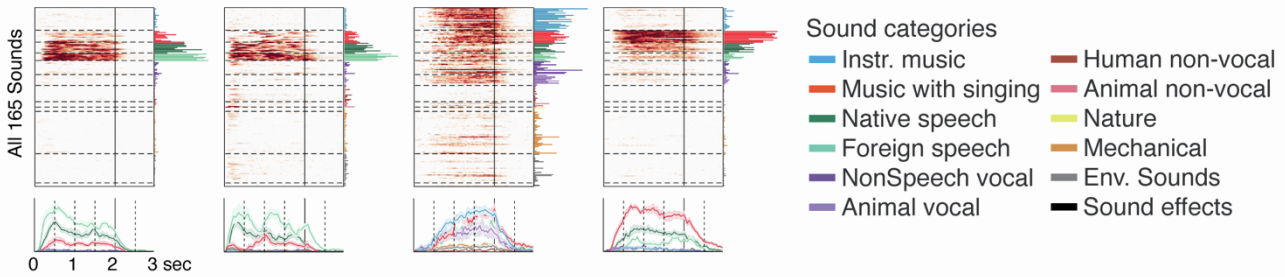 All 165 Sounds
0 1 2 3 sec
Sound categories
Instr. music
Music with singing
Native speech
Foreign speech
NonSpeech vocal
Animal vocal
Human non-vocal
Animal non-vocal
Nature
Mechanical
Env. Sounds
Sound effects